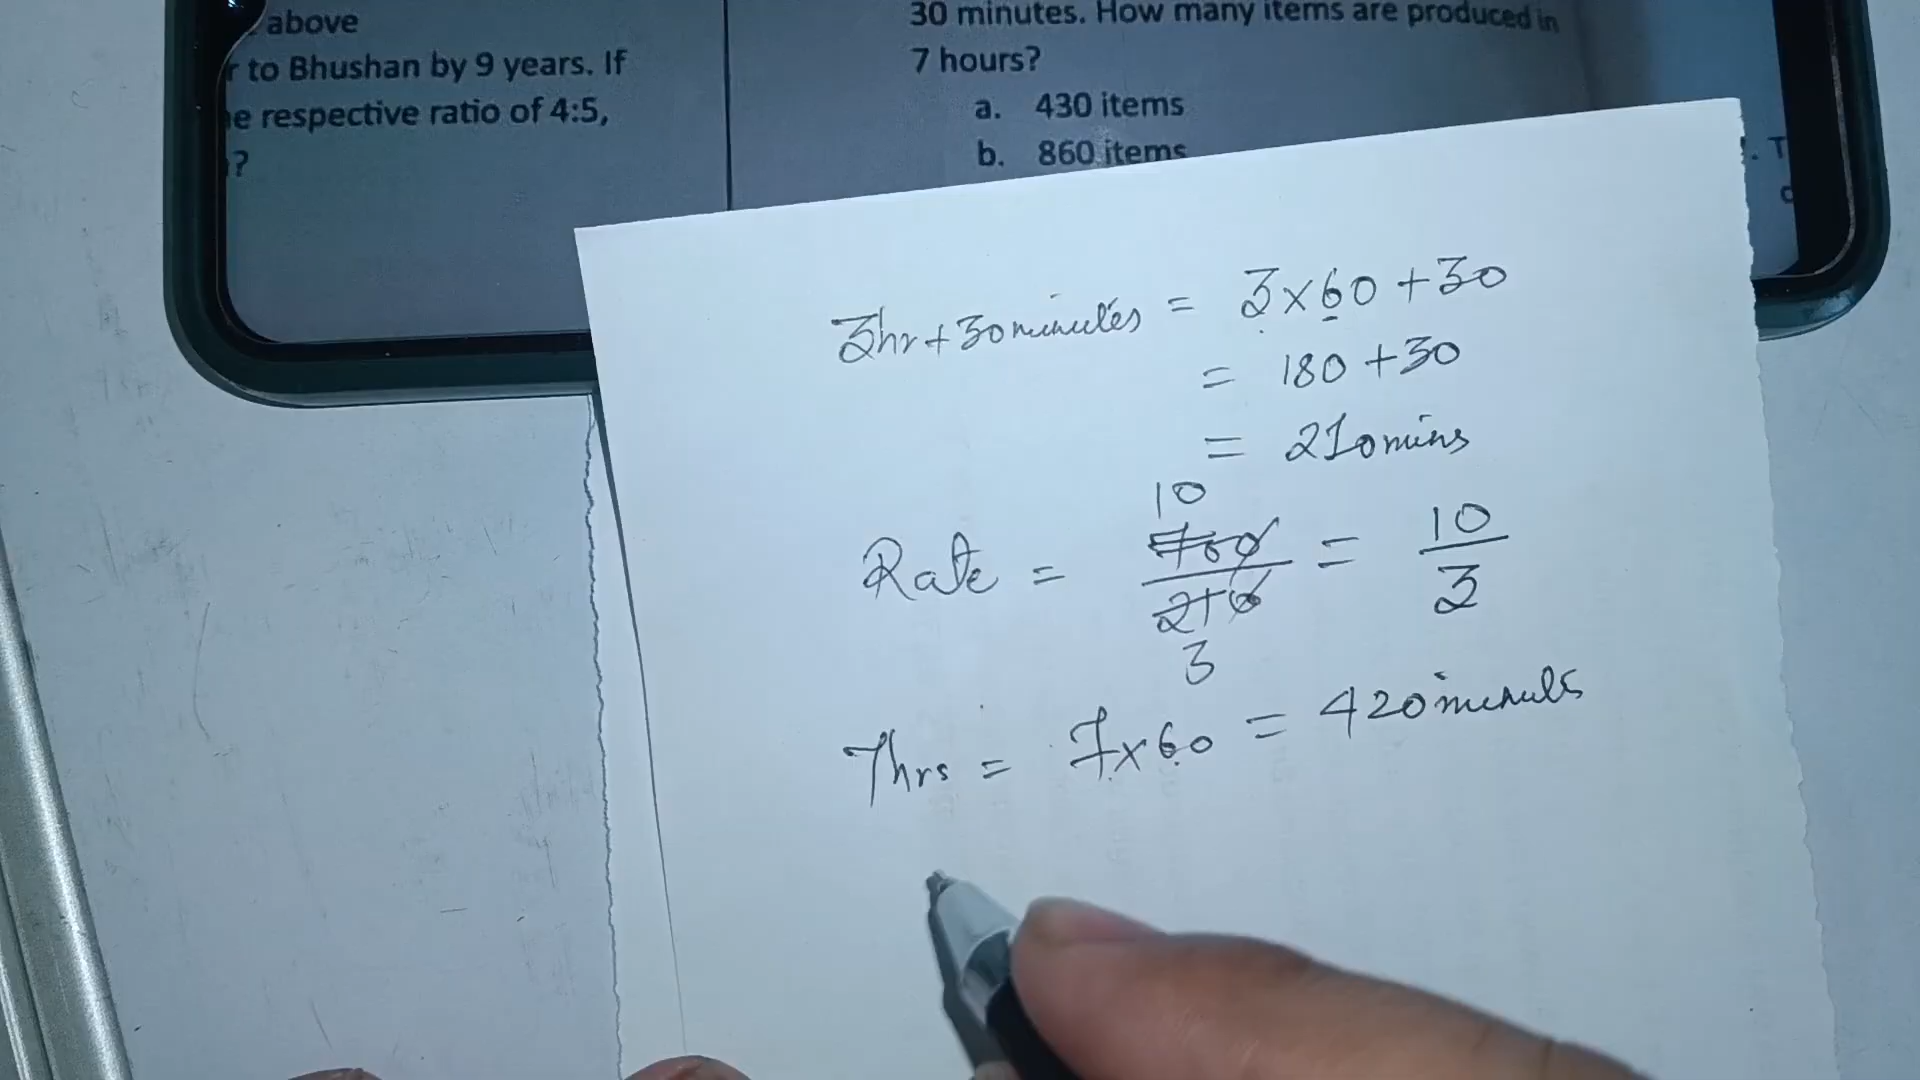 above
r to Bhushan by 9 years. If
e respective ratio of 4:5,
?
30 minutes. How many items are produced in
7 hours?
a. 430 items
b. 860 items
. T
3hr + 30 minutes = 3×60 + 30
= 180 + 30
= 210 mins
10
Rate = 700/210 = 10/3
3
7hrs = 7×60 = 420 minutes